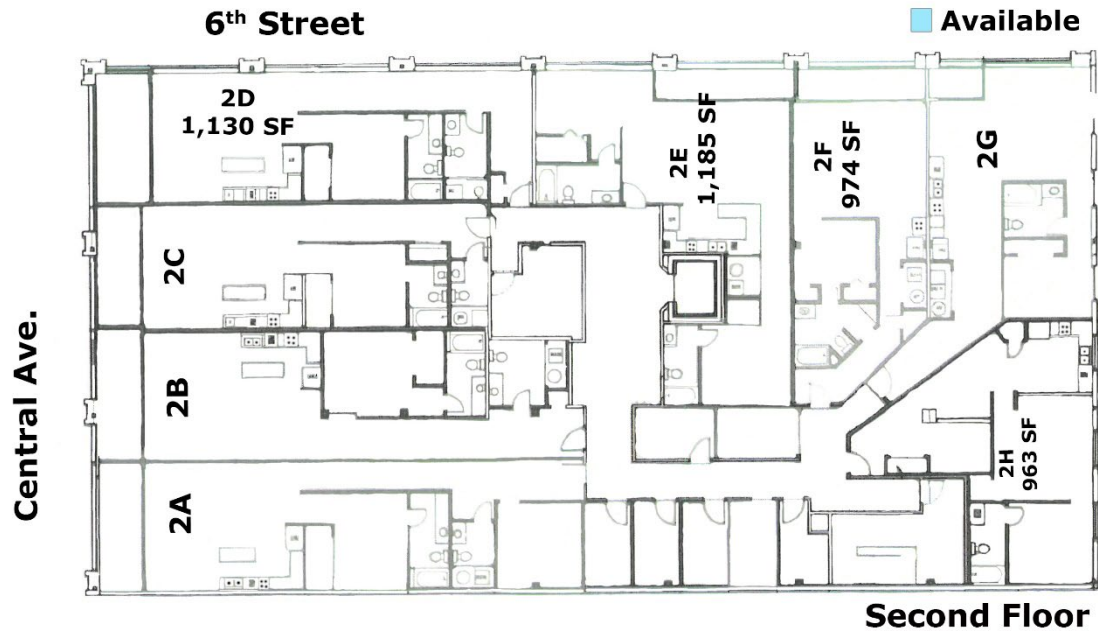 6th Street
Available
2D
1,130 SF
2E
1,185 SF
2F
974 SF
2G
2C
2B
2A
2H
963 SF
Central Ave.
Second Floor